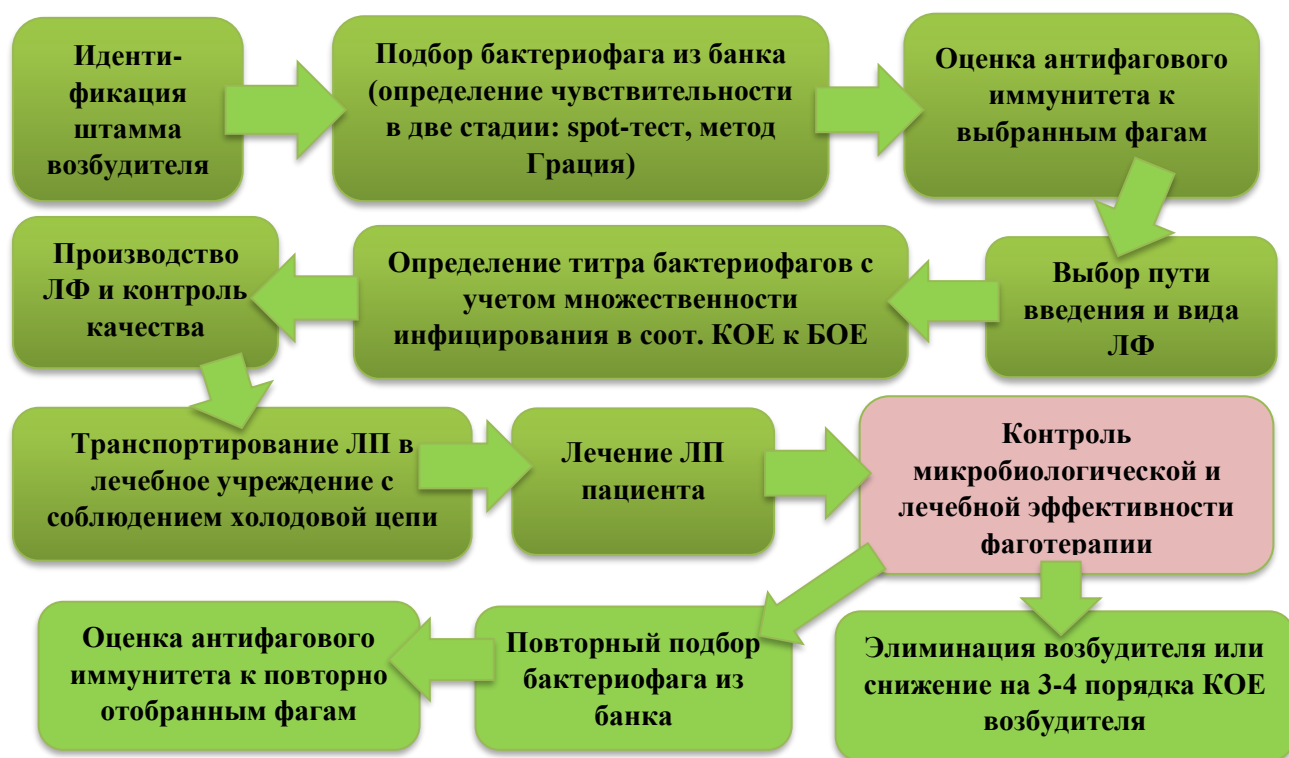 Иденти-
фикация
штамма
возбудителя
Подбор бактериофага из банка
(определение чувствительности
в две стадии: spot-тест, метод
Грация)
Оценка антифагового
иммунитета к
выбранным фагам
Выбор пути
введения и вида
ЛФ
Определение титра бактериофагов с
учетом множественности
инфицирования в соот. КОЕ к БОЕ
Производство
ЛФ и контроль
качества
Транспортирование ЛП в
лечебное учреждение с
соблюдением холодовой цепи
Лечение ЛП
пациента
Контроль
микробиологической и
лечебной эффективности
фаготерапии
Элиминация возбудителя или
снижение на 3-4 порядка КОЕ
возбудителя
Повторный подбор
бактериофага из
банка
Оценка антифагового
иммунитета к повторно
отобранным фагам